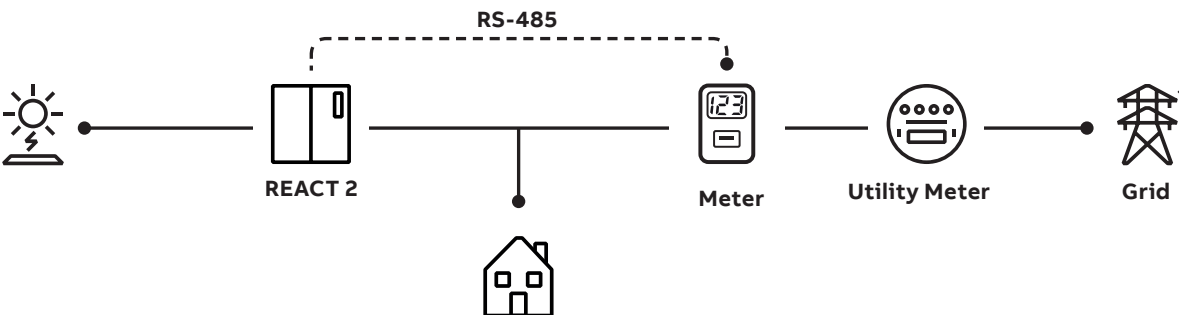 RS-485
123
REACT 2
Meter
Utility Meter
Grid